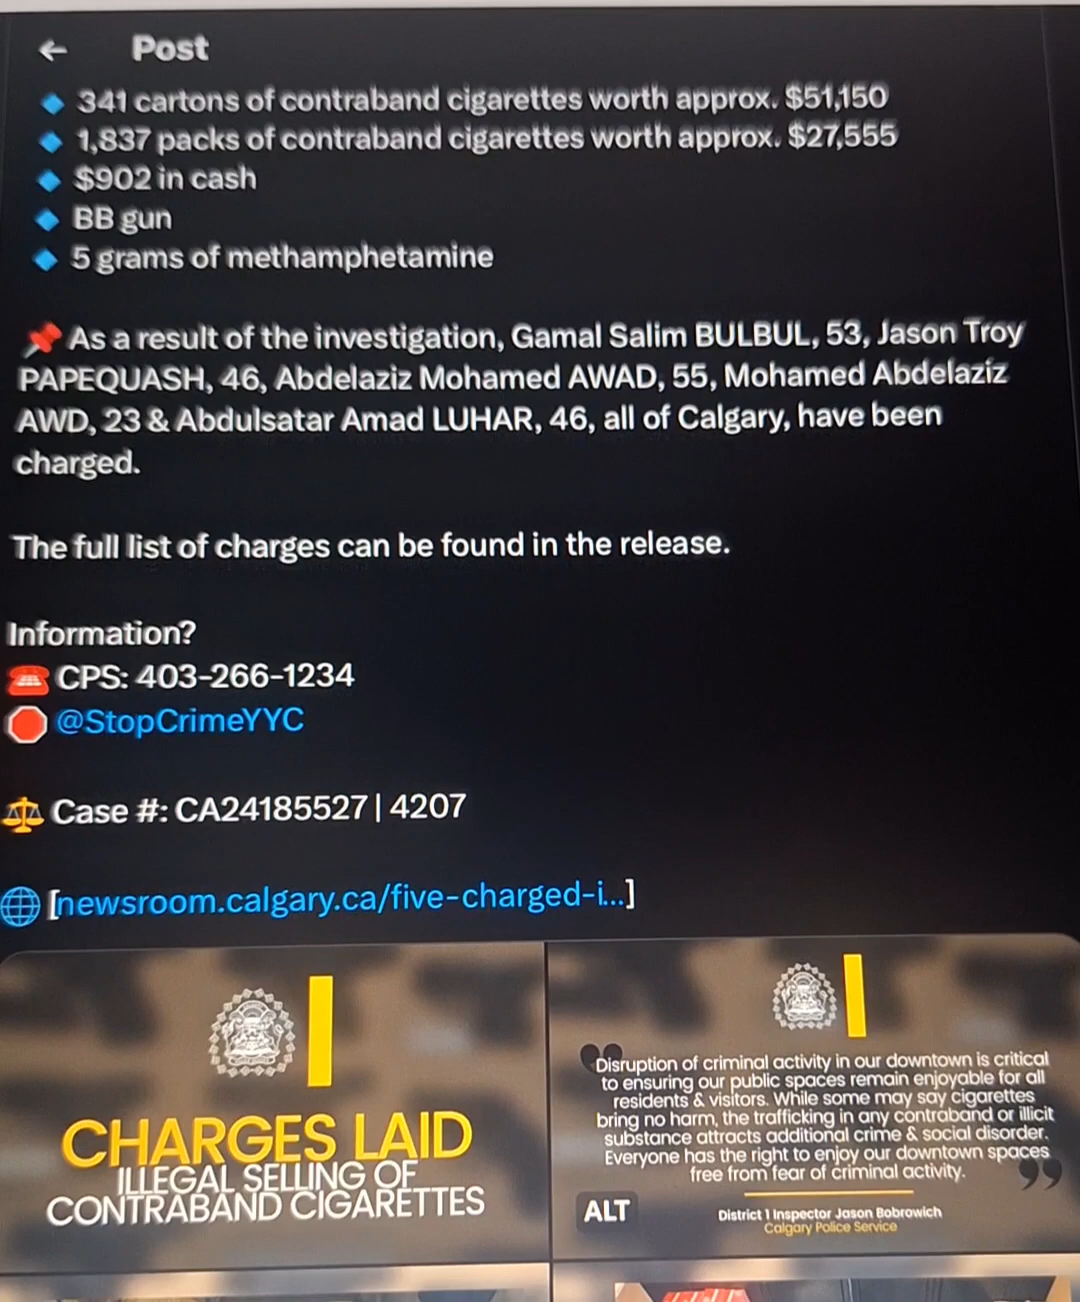 ← Post
🔹 341 cartons of contraband cigarettes worth approx. $51,150
🔹 1,837 packs of contraband cigarettes worth approx. $27,555
🔹 $902 in cash
🔹 BB gun
🔹 5 grams of methamphetamine
📌 As a result of the investigation, Gamal Salim BULBUL, 53, Jason Troy
PAPEQUASH, 46, Abdelaziz Mohamed AWAD, 55, Mohamed Abdelaziz
AWD, 23 & Abdulsatar Amad LUHAR, 46, all of Calgary, have been
charged.
The full list of charges can be found in the release.
Information?
☎️ CPS: 403-266-1234
🛑 @StopCrimeYYC
⚖️ Case #: CA24185527 | 4207
🌐 [newsroom.calgary.ca/five-charged-i...]
CHARGES LAID
ILLEGAL SELLING OF
CONTRABAND CIGARETTES
"Disruption of criminal activity in our downtown is critical
to ensuring our public spaces remain enjoyable for all
residents & visitors. While some may say cigarettes
bring no harm, the trafficking in any contraband or illicit
substance attracts additional crime & social disorder.
Everyone has the right to enjoy our downtown spaces
free from fear of criminal activity."
ALT
District 1 Inspector Jason Bobrowich
Calgary Police Service